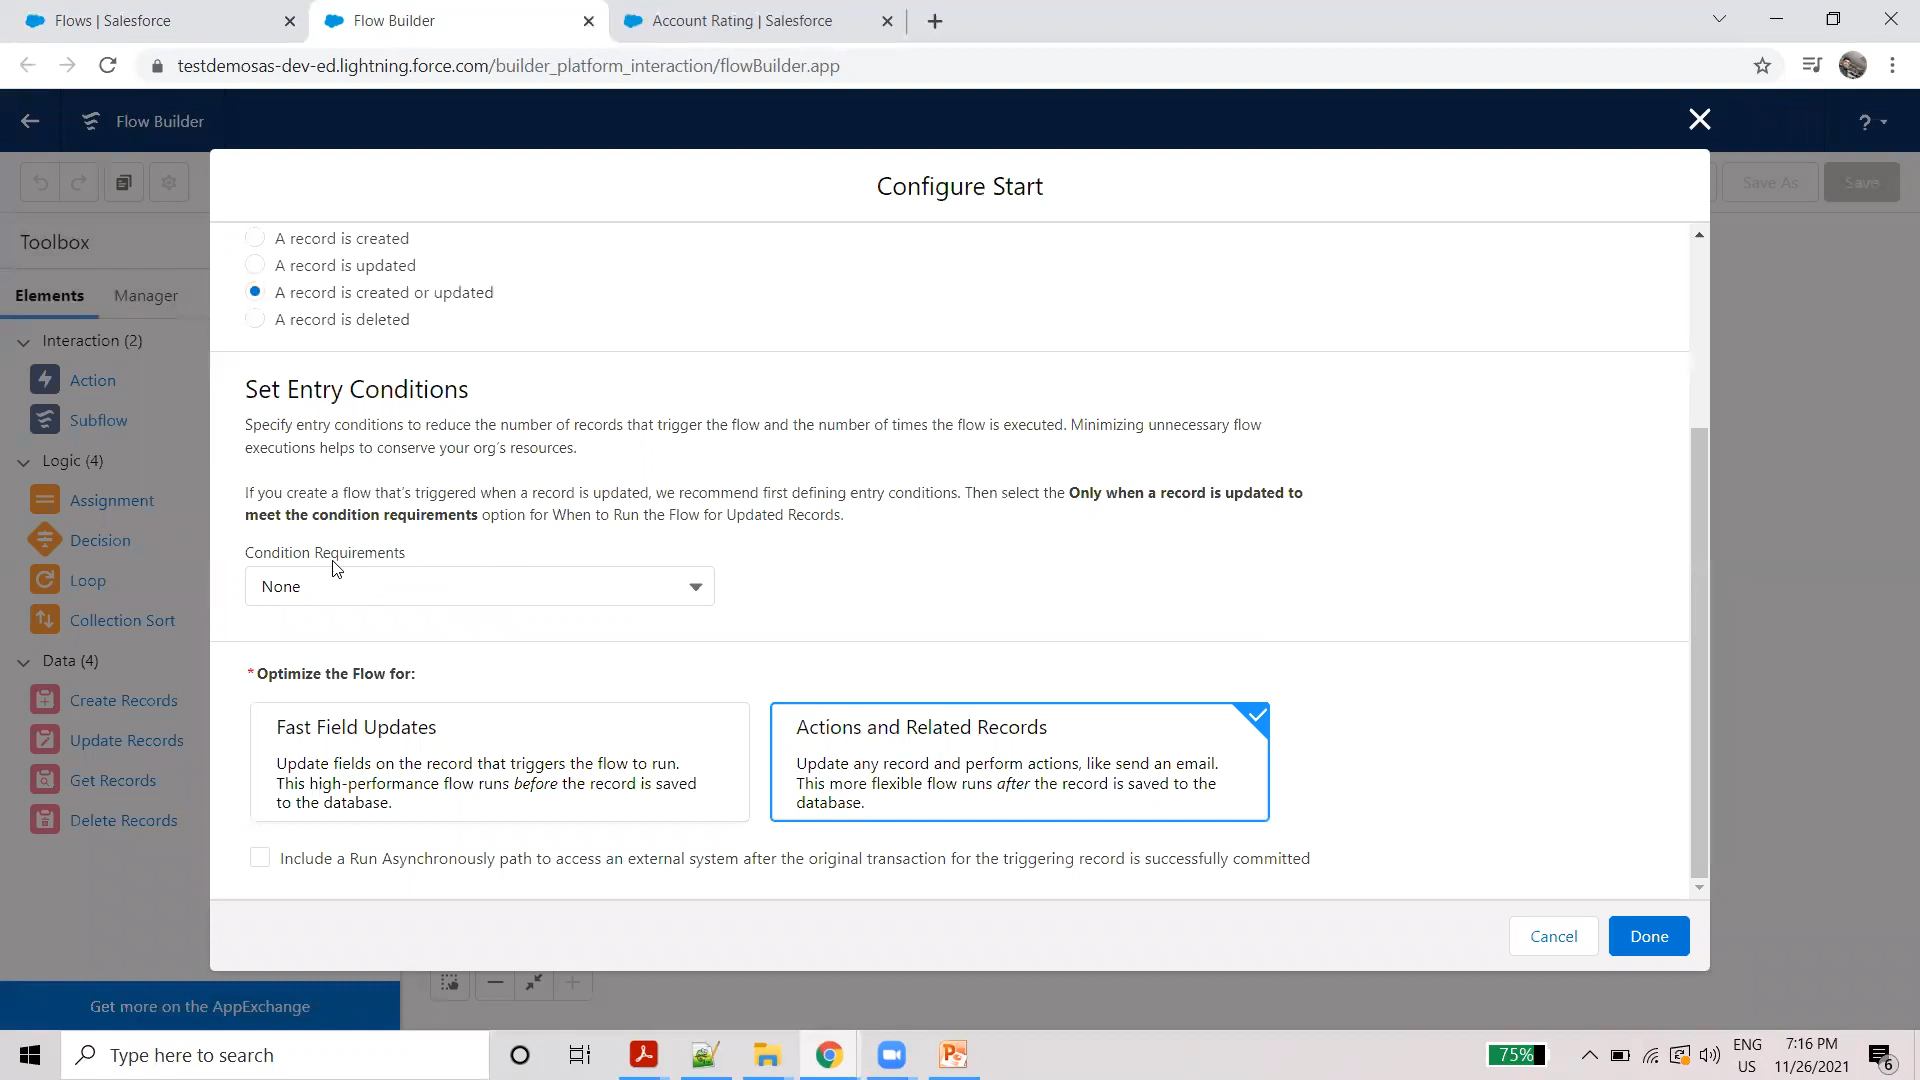 Flows | Salesforce
Flow Builder
Account Rating | Salesforce
testdemosas-dev-ed.lightning.force.com/builder_platform_interaction/flowBuilder.app
Flow Builder
?
Configure Start
Save As
Save
Toolbox
Elements
Manager
Interaction (2)
Action
Subflow
Logic (4)
Assignment
Decision
Loop
Collection Sort
Data (4)
Create Records
Update Records
Get Records
Delete Records
Get more on the AppExchange
A record is created
A record is updated
A record is created or updated
A record is deleted
Set Entry Conditions
Specify entry conditions to reduce the number of records that trigger the flow and the number of times the flow is executed. Minimizing unnecessary flow
executions helps to conserve your org's resources.
If you create a flow that's triggered when a record is updated, we recommend first defining entry conditions. Then select the Only when a record is updated to
meet the condition requirements option for When to Run the Flow for Updated Records.
Condition Requirements
None
*Optimize the Flow for:
Fast Field Updates
Update fields on the record that triggers the flow to run.
This high-performance flow runs before the record is saved
to the database.
Actions and Related Records
Update any record and perform actions, like send an email.
This more flexible flow runs after the record is saved to the
database.
Include a Run Asynchronously path to access an external system after the original transaction for the triggering record is successfully committed
Cancel
Done
Type here to search
75%
ENG
US
7:16 PM
11/26/2021
6